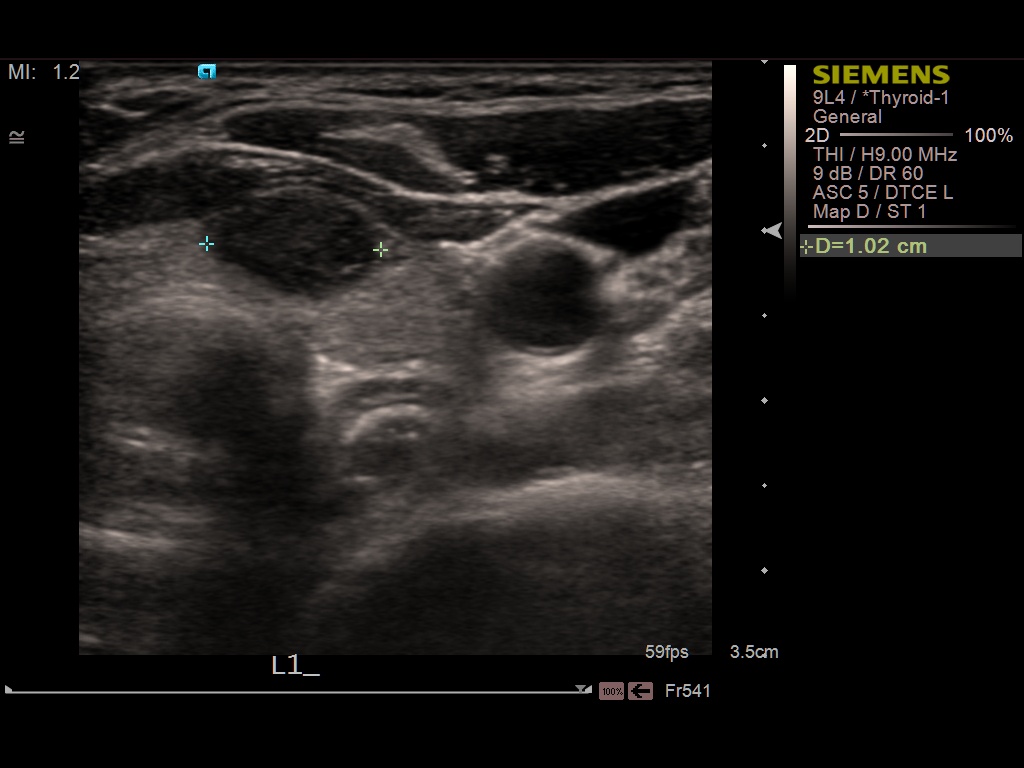 MI: 1.2
SIEMENS
9L4 / *Thyroid-1
General
2D 100%
THI / H9.00 MHz
9 dB / DR 60
ASC 5 / DTCE L
Map D / ST 1
D=1.02 cm
59fps 3.5cm
L1_
100% Fr541